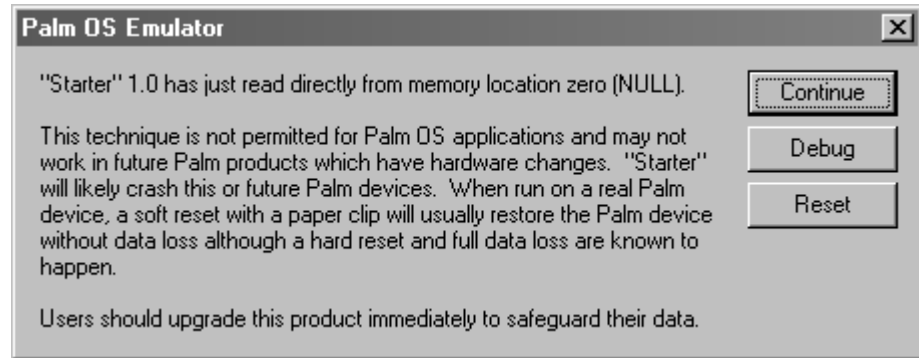 Palm OS Emulator
"Starter" 1.0 has just read directly from memory location zero (NULL).
Continue
This technique is not permitted for Palm OS applications and may not
work in future Palm products which have hardware changes.  "Starter"
will likely crash this or future Palm devices.  When run on a real Palm
device, a soft reset with a paper clip will usually restore the Palm device
without data loss although a hard reset and full data loss are known to
happen.
Debug
Reset
Users should upgrade this product immediately to safeguard their data.